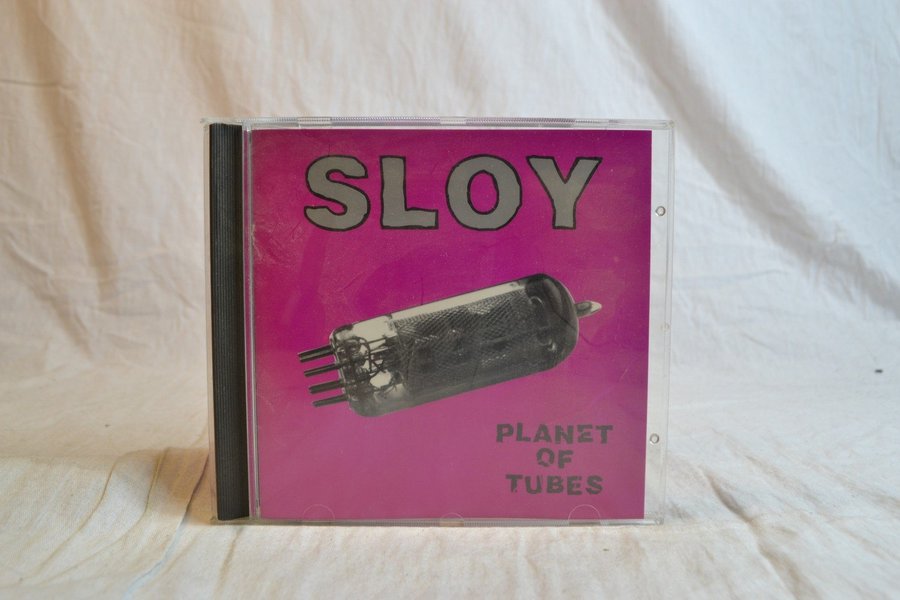 SLOY
PLANET
OF
TUBES